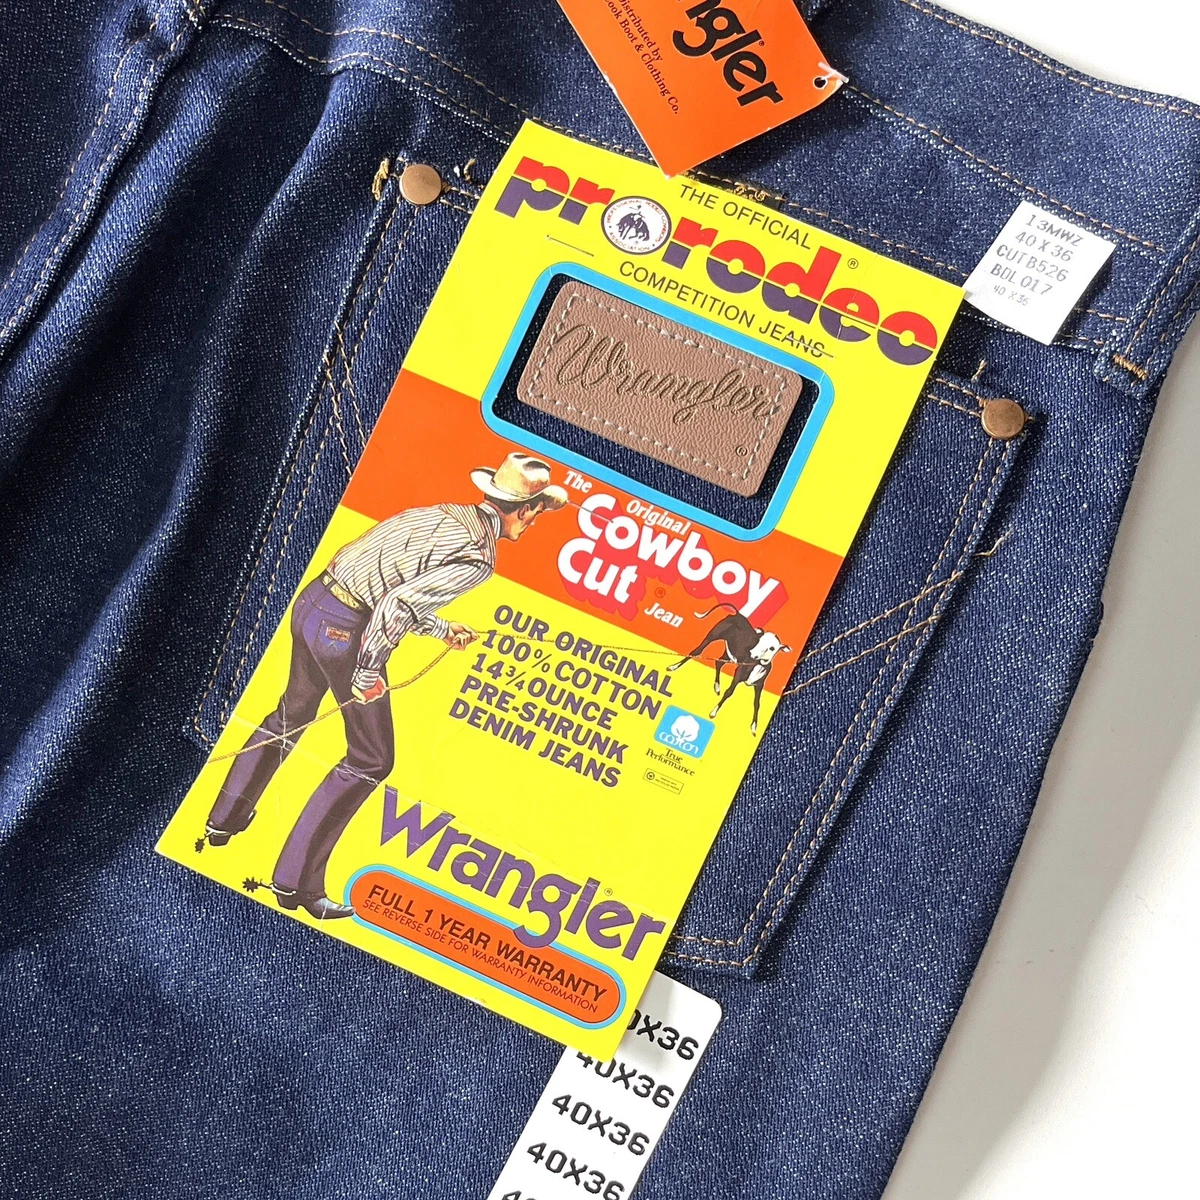 Wrangler®
Distributed by
Cook Boot & Clothing Co.
THE OFFICIAL
prorodeo®
COMPETITION JEANS
Wrangler®
The
Original
Cowboy
Cut®
Jean
OUR ORIGINAL
100% COTTON
14¾ OUNCE
PRE-SHRUNK
DENIM JEANS
cotton
True
Performance
Wrangler®
FULL 1 YEAR WARRANTY
SEE REVERSE SIDE FOR WARRANTY INFORMATION
13MWZ
40 X 36
CUTB526
BDL 017
40 X 36
0X36
40X36
40X36
40X36